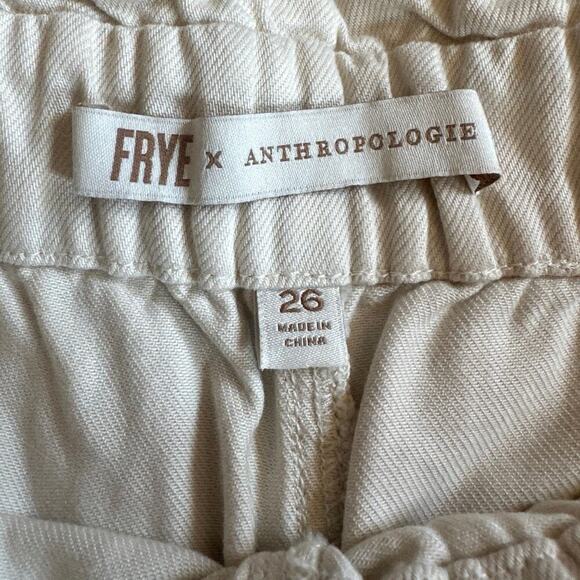 FRYE X ANTHROPOLOGIE
26
MADE IN
CHINA